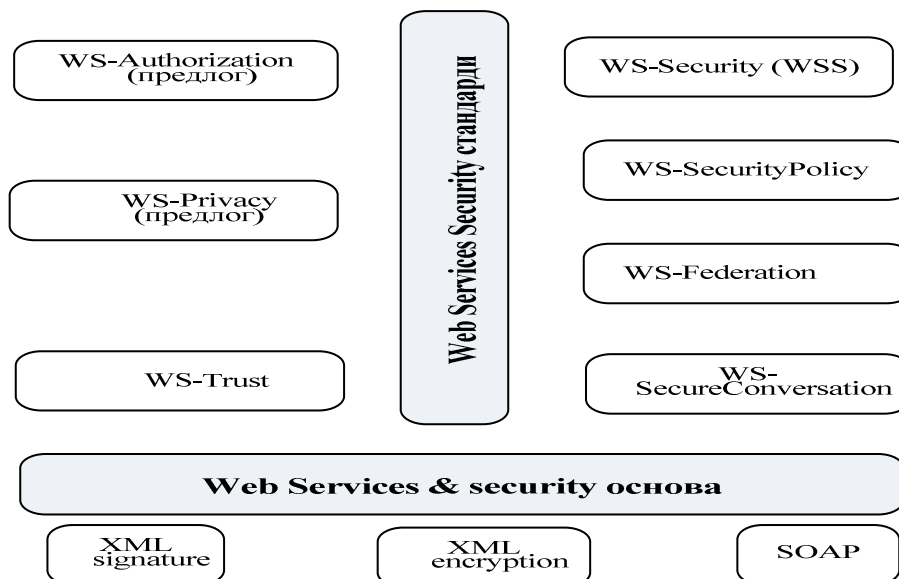 WS-Authorization
(предлог)
WS-Privacy
(предлог)
WS-Trust
Web Services Security стандарди
WS-Security (WSS)
WS-SecurityPolicy
WS-Federation
WS-
SecureConversation
Web Services & security основа
XML
signature
XML
encryption
SOAP